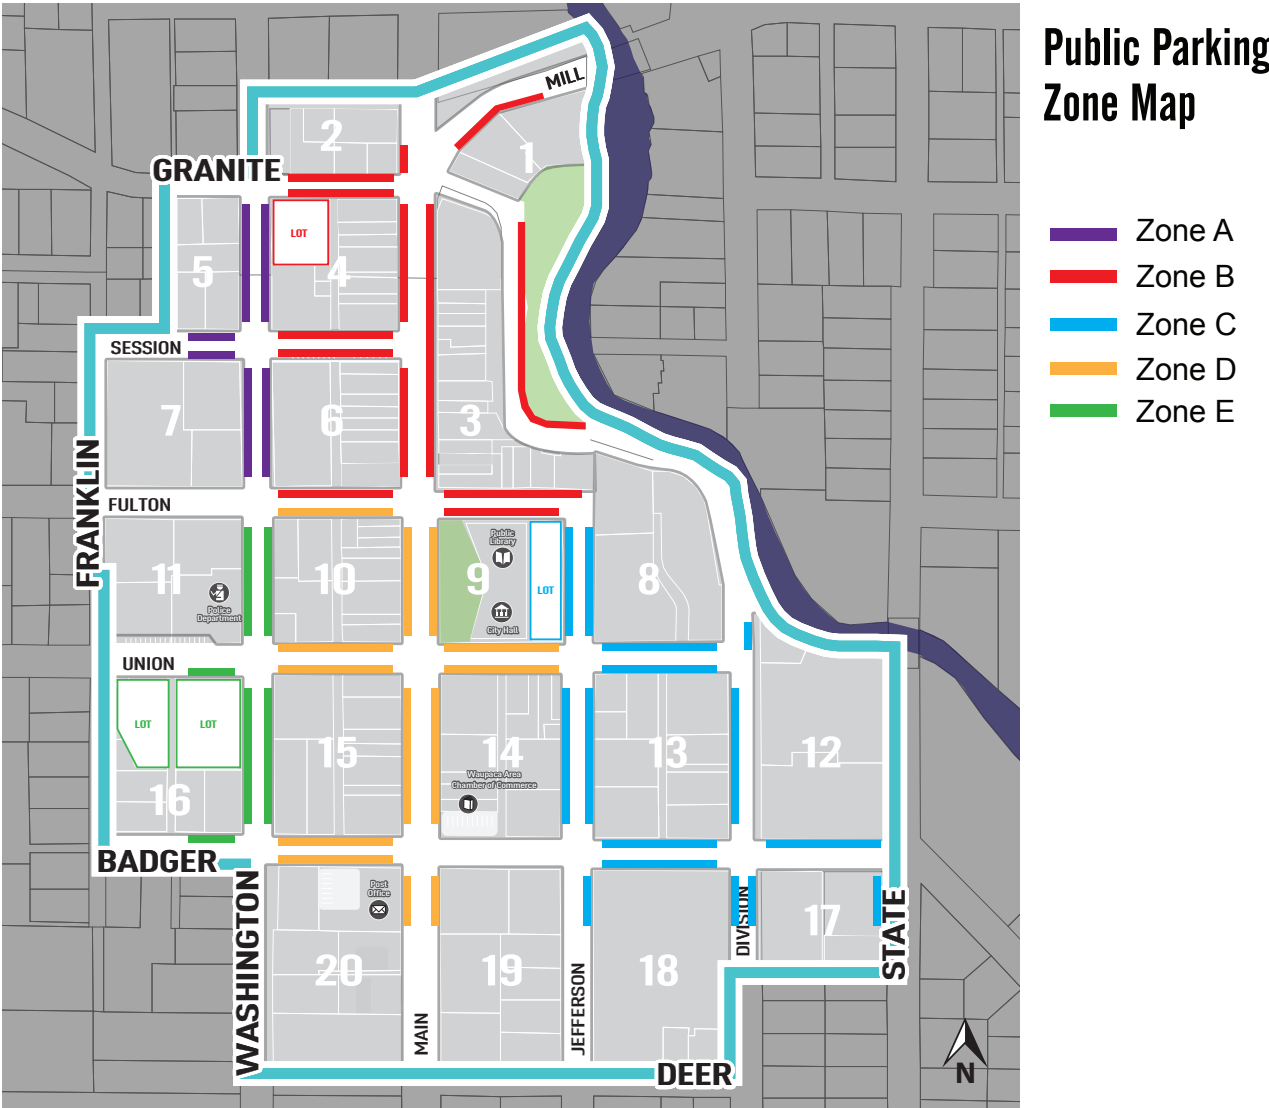 Public Parking
Zone Map
Zone A
Zone B
Zone C
Zone D
Zone E
MILL
2
1
GRANITE
LOT
5
4
SESSION
7
6
3
FRANKLIN
FULTON
11
Police
Department
10
9
Public
Library
City Hall
LOT
8
UNION
LOT
LOT
16
15
14
Waupaca Area
Chamber of Commerce
13
12
BADGER
WASHINGTON
Post
Office
20
MAIN
19
JEFFERSON
18
DIVISION
17
STATE
DEER
N